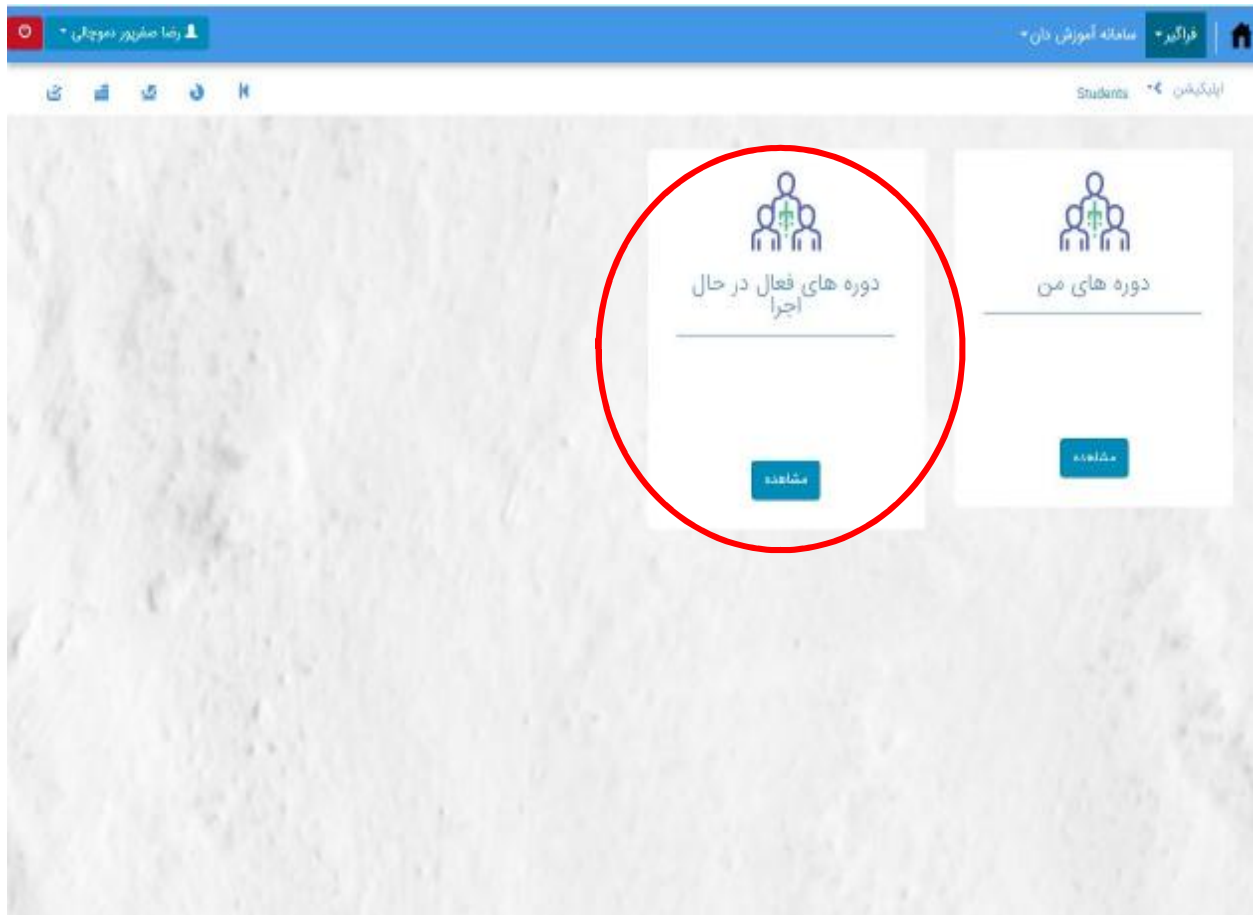 فراگیر
سامانه آموزش دان
رضا صفرپور دموچالی
اپلیکیشن
Students
دوره های من
مشاهده
دوره های فعال در حال
اجرا
مشاهده